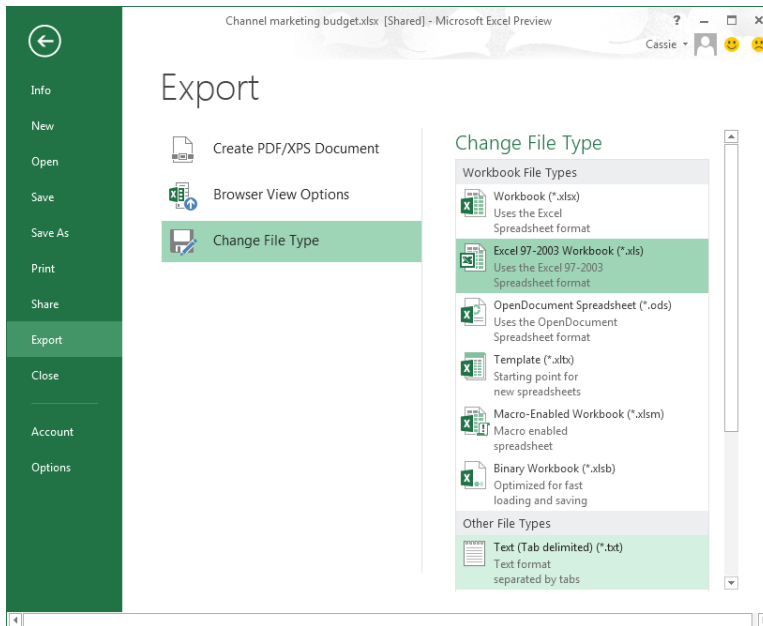 Channel marketing budget.xlsx [Shared] - Microsoft Excel Preview
?
Cassie
Info
New
Open
Save
Save As
Print
Share
Export
Close
Account
Options
Export
Create PDF/XPS Document
Browser View Options
Change File Type
Change File Type
Workbook File Types
Workbook (*.xlsx)
Uses the Excel
Spreadsheet format
Excel 97-2003 Workbook (*.xls)
Uses the Excel 97-2003
Spreadsheet format
OpenDocument Spreadsheet (*.ods)
Uses the OpenDocument
Spreadsheet format
Template (*.xltx)
Starting point for
new spreadsheets
Macro-Enabled Workbook (*.xlsm)
Macro enabled
spreadsheet
Binary Workbook (*.xlsb)
Optimized for fast
loading and saving
Other File Types
Text (Tab delimited) (*.txt)
Text format
separated by tabs